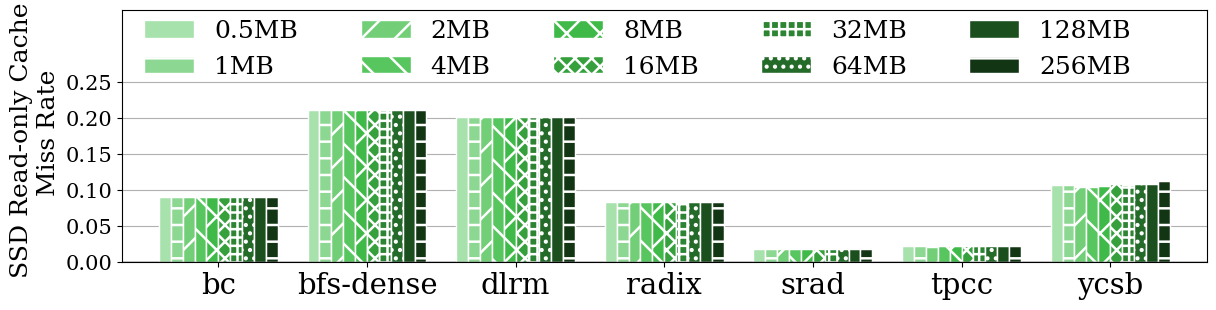 SSD Read-only Cache
Miss Rate
0.5MB 2MB 8MB 32MB 128MB
1MB 4MB 16MB 64MB 256MB
0.25
0.20
0.15
0.10
0.05
0.00
bc bfs-dense dlrm radix srad tpcc ycsb